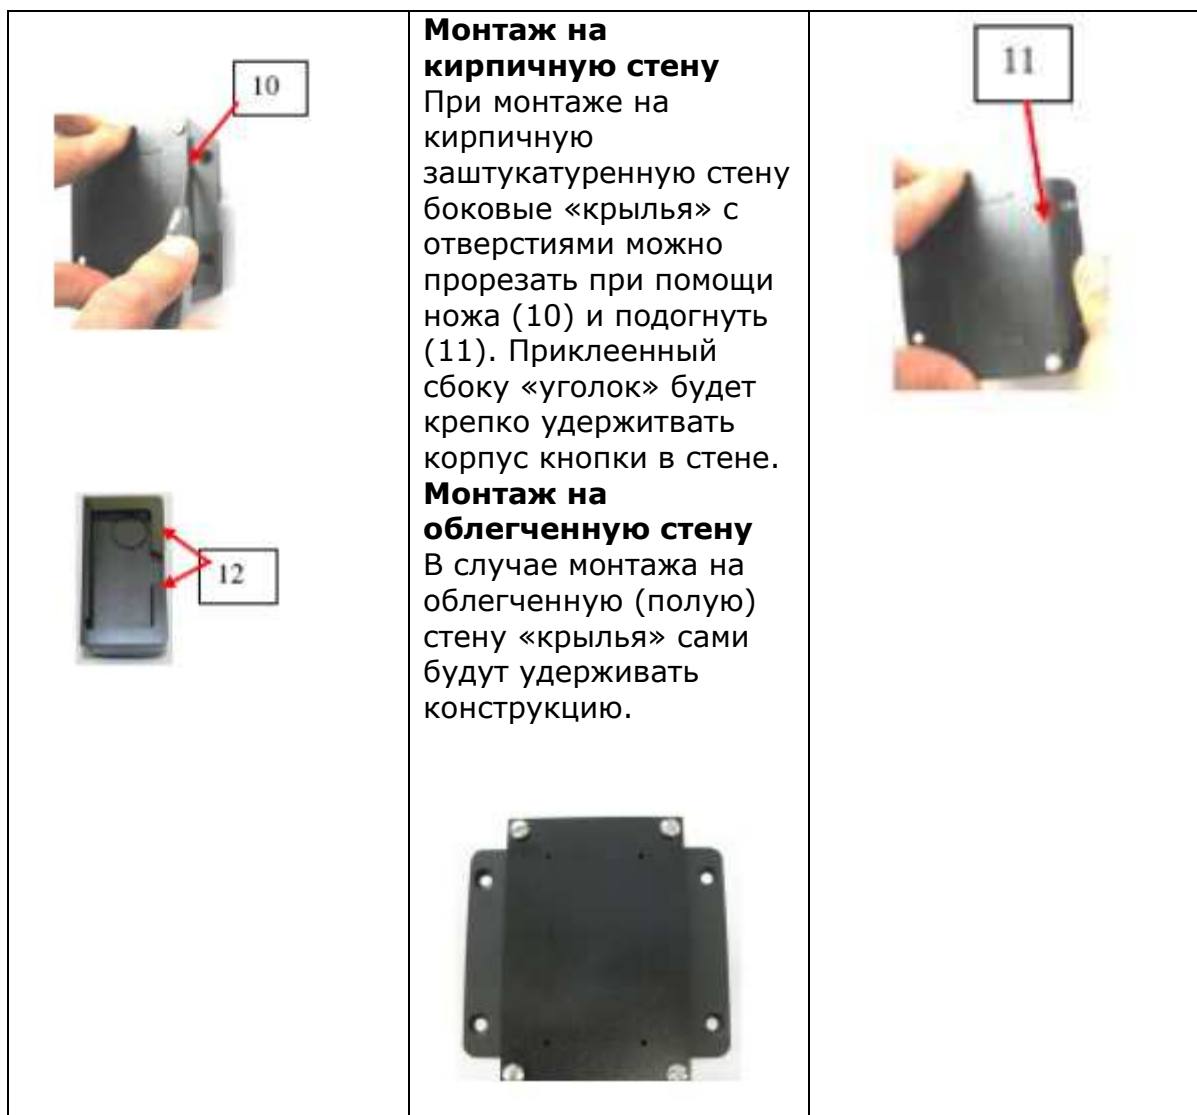 10
12
Монтаж на
кирпичную стену
При монтаже на
кирпичную
заштукатуренную стену
боковые «крылья» с
отверстиями можно
прорезать при помощи
ножа (10) и подогнуть
(11). Приклеенный
сбоку «уголок» будет
крепко удержитвать
корпус кнопки в стене.
Монтаж на
облегченную стену
В случае монтажа на
облегченную (полую)
стену «крылья» сами
будут удерживать
конструкцию.
11